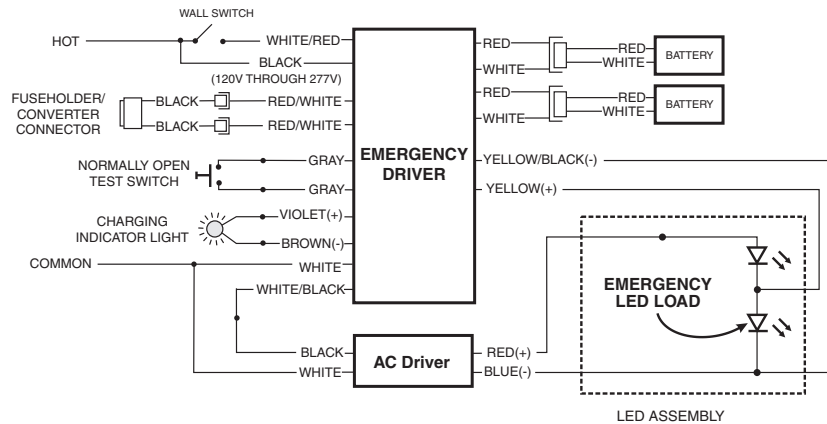 WALL SWITCH
HOT
WHITE/RED
BLACK
(120V THROUGH 277V)
FUSEHOLDER/
CONVERTER
CONNECTOR
BLACK
RED/WHITE
BLACK
RED/WHITE
NORMALLY OPEN
TEST SWITCH
GRAY
GRAY
CHARGING
INDICATOR LIGHT
VIOLET(+)
BROWN(-)
COMMON
WHITE
WHITE/BLACK
EMERGENCY
DRIVER
RED
WHITE
RED
WHITE
BATTERY
RED
WHITE
RED
WHITE
BATTERY
YELLOW/BLACK(-)
YELLOW(+)
EMERGENCY
LED LOAD
BLACK
WHITE
AC Driver
RED(+)
BLUE(-)
LED ASSEMBLY